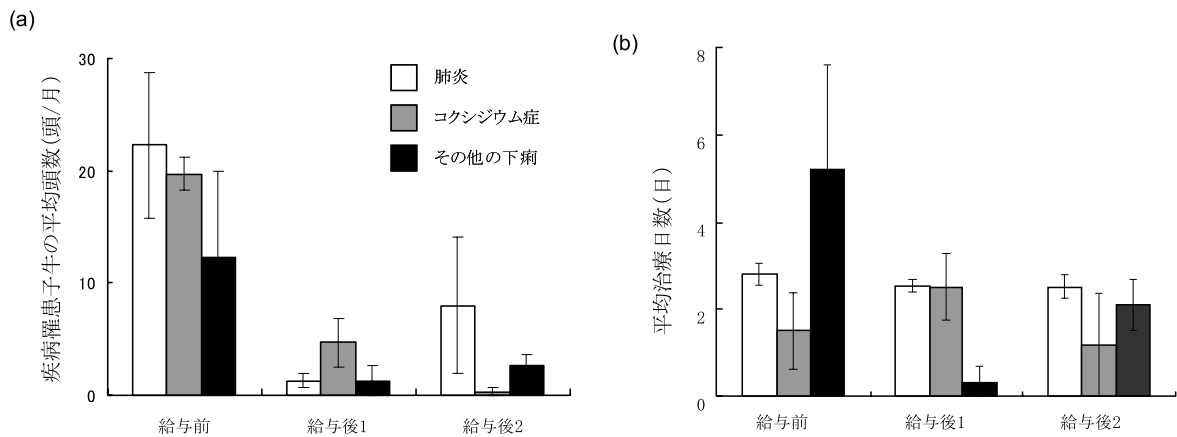 (a)
疾病罹患子牛の平均頭数(頭/月)
30
20
10
0
肺炎
コクシジウム症
その他の下痢
給与前
給与後1
給与後2
(b)
平均治療日数(日)
8
6
4
2
0
給与前
給与後1
給与後2